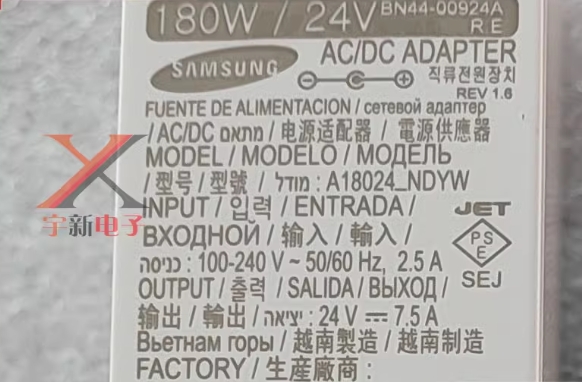 180W / 24V BN44-00924A
R E
SAMSUNG
AC/DC ADAPTER
직류전원장치
REV 1.6
FUENTE DE ALIMENTACION / сетевой адаптер
/ AC/DC מתאם / 电源适配器 / 電源供應器
MODEL / MODELO / МОДЕЛЬ
/ 型号 / 型號 / מודל : A18024_NDYW
INPUT / 입력 / ENTRADA /
JET
ВХОДНОЙ / 输入 / 輸入 /
PSE
כניסה : 100-240 V ~ 50/60 Hz, 2.5 A
SEJ
OUTPUT / 출력 / SALIDA / ВЫХОД /
输出 / 輸出 / יציאה : 24 V ⎓ 7.5 A
Вьетнам горы / 越南製造 / 越南制造
FACTORY / 生産廠商 :
宇新电子